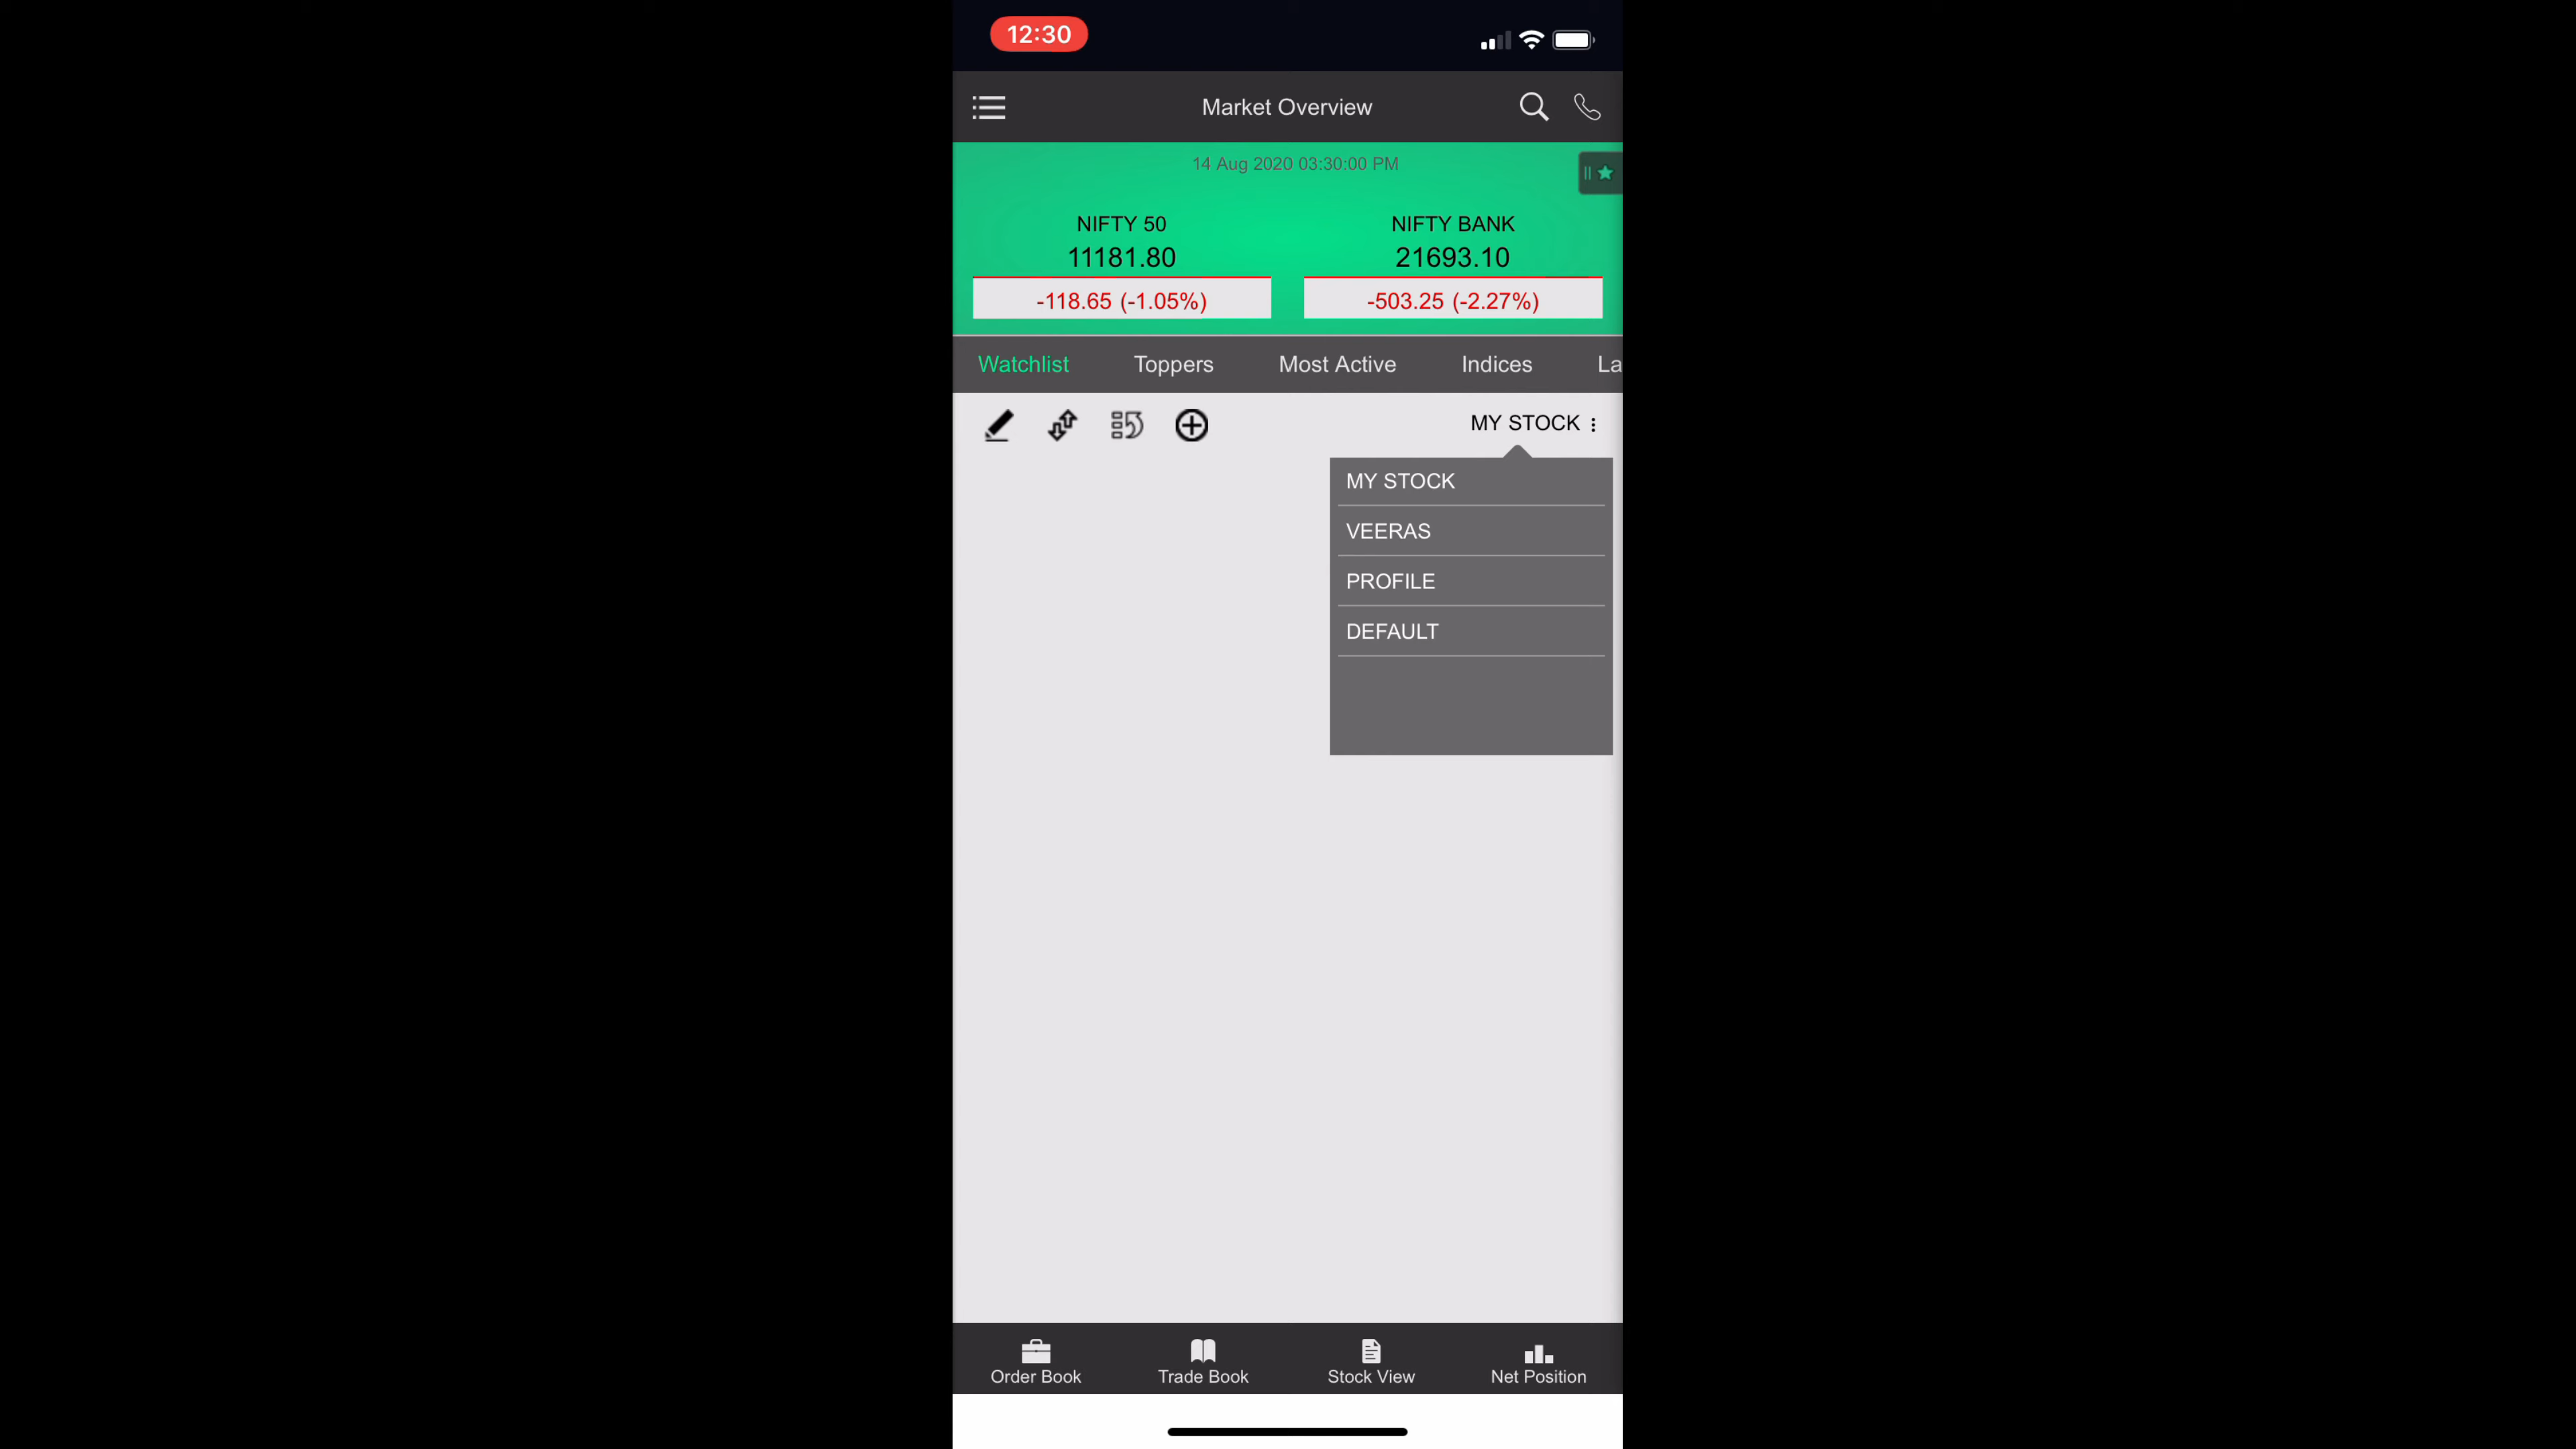 12:30
Market Overview
14 Aug 2020 03:30:00 PM
NIFTY 50
11181.80
-118.65 (-1.05%)
NIFTY BANK
21693.10
-503.25 (-2.27%)
Watchlist Toppers Most Active Indices La
MY STOCK
MY STOCK
VEERAS
PROFILE
DEFAULT
Order Book Trade Book Stock View Net Position